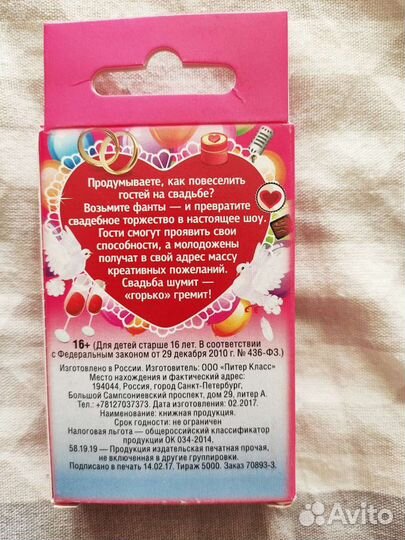 Продумываете, как повеселить
гостей на свадьбе?
Возьмите фанты — и превратите
свадебное торжество в настоящее шоу.
Гости смогут проявить свои
способности, а молодожены
получат в свой адрес массу
креативных пожеланий.
Свадьба шумит —
«горько» гремит!
16+ (Для детей старше 16 лет. В соответствии
с Федеральным законом от 29 декабря 2010 г. № 436-ФЗ.)
Изготовлено в России. Изготовитель: ООО «Питер Класс»
Место нахождения и фактический адрес:
194044, Россия, город Санкт-Петербург,
Большой Сампсониевский проспект, дом 29, литер А.
Тел.: +78127037373. Дата изготовления: 02.2017.
Наименование: книжная продукция.
Срок годности: не ограничен
Налоговая льгота — общероссийский классификатор
продукции ОК 034-2014,
58.19.19 — Продукция издательская печатная прочая,
не включенная в другие группировки.
Подписано в печать 14.02.17. Тираж 5000. Заказ 70893-3.
Avito